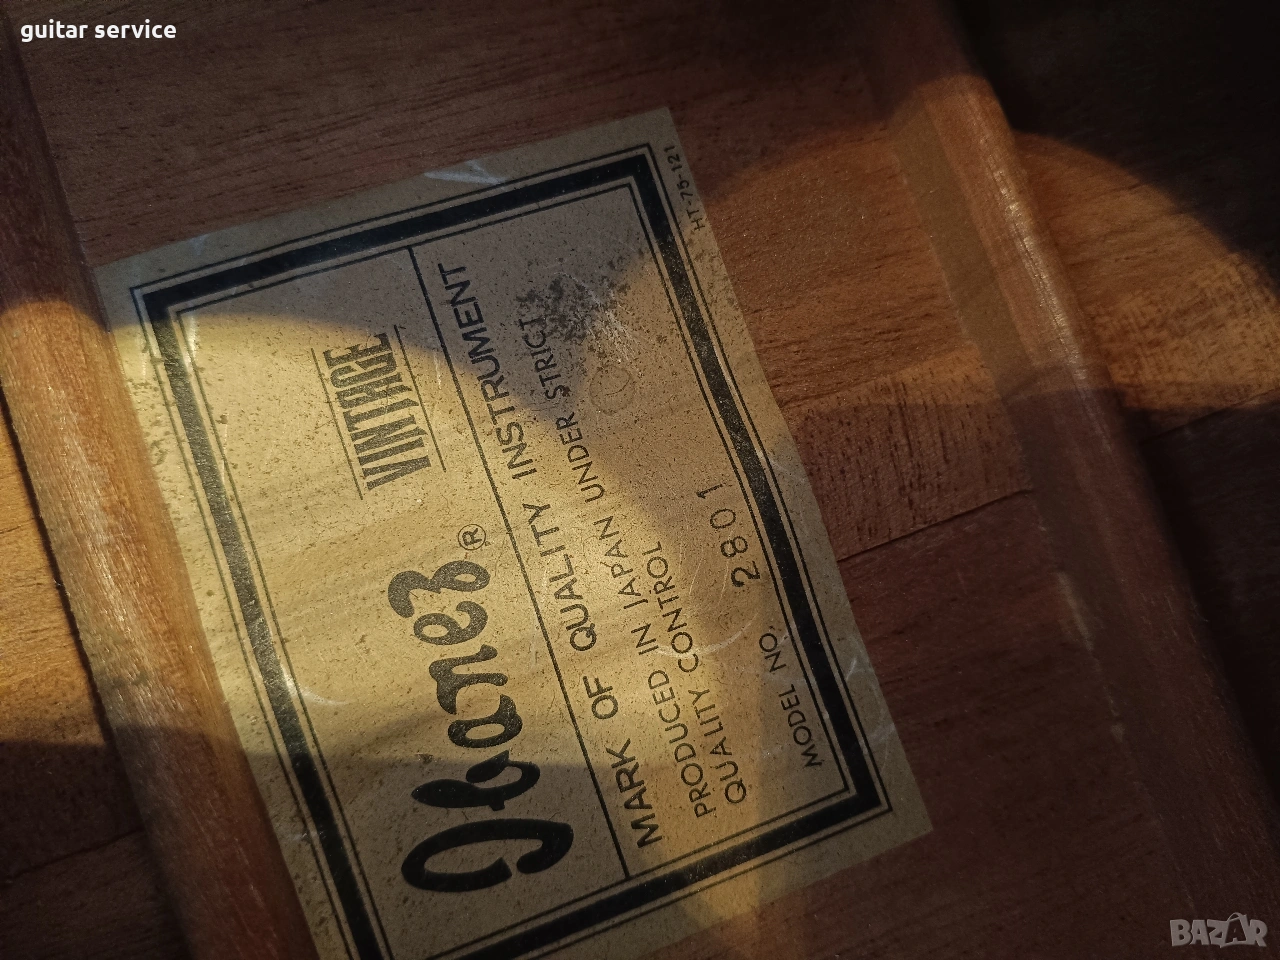 guitar service
HT-75-121
VINTAGE
Ibanez®
MARK OF QUALITY INSTRUMENT
PRODUCED IN JAPAN UNDER STRICT
QUALITY CONTROL
MODEL NO. 2801
BAZAR